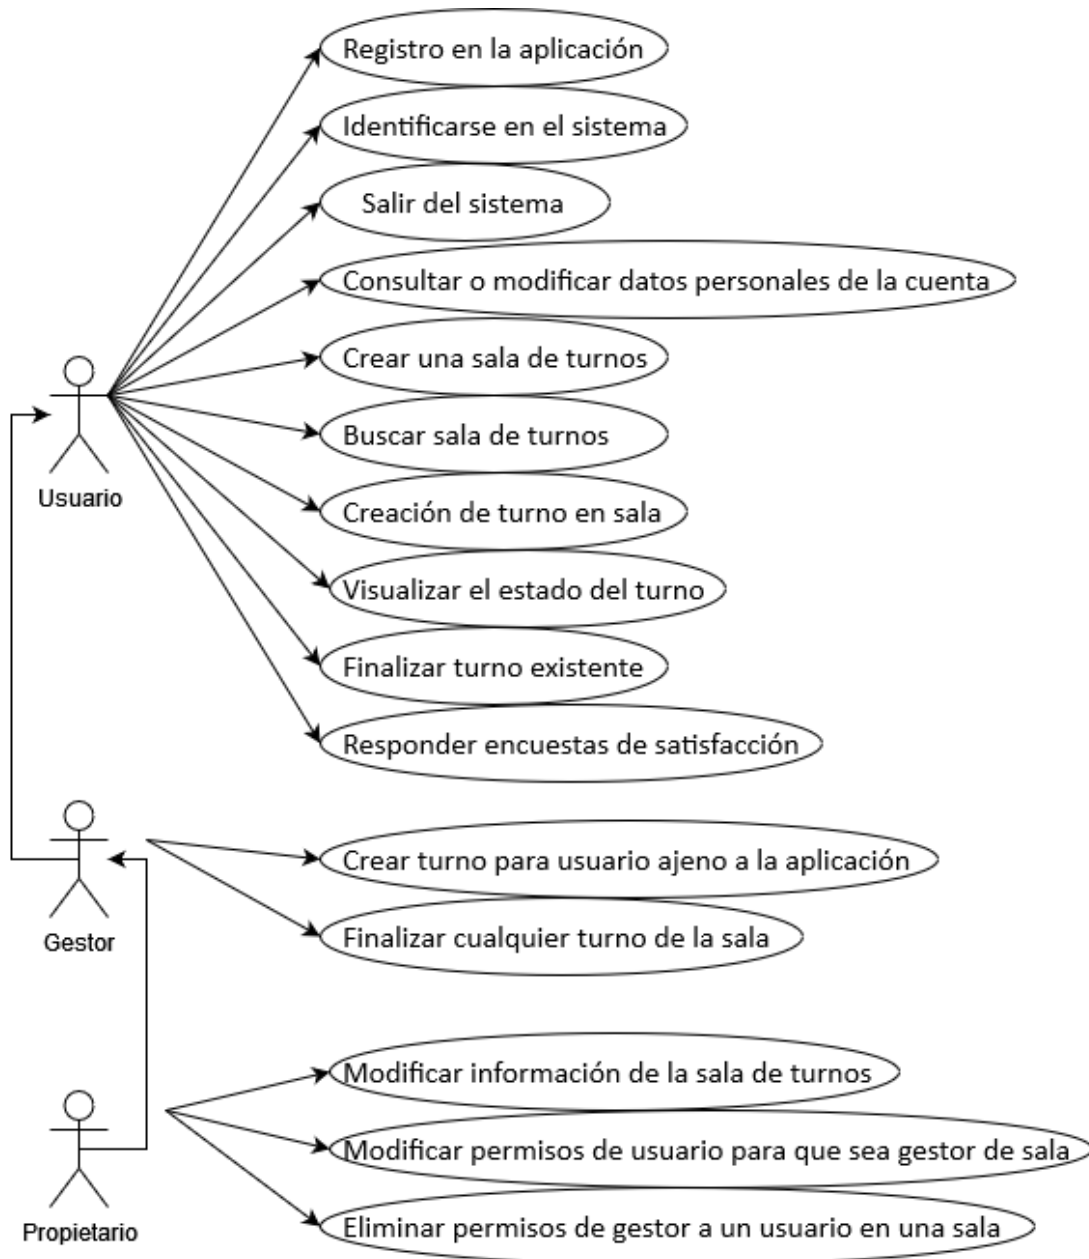 Registro en la aplicación
Identificarse en el sistema
Salir del sistema
Consultar o modificar datos personales de la cuenta
Crear una sala de turnos
Buscar sala de turnos
Usuario
Creación de turno en sala
Visualizar el estado del turno
Finalizar turno existente
Responder encuestas de satisfacción
Crear turno para usuario ajeno a la aplicación
Gestor
Finalizar cualquier turno de la sala
Modificar información de la sala de turnos
Modificar permisos de usuario para que sea gestor de sala
Propietario
Eliminar permisos de gestor a un usuario en una sala